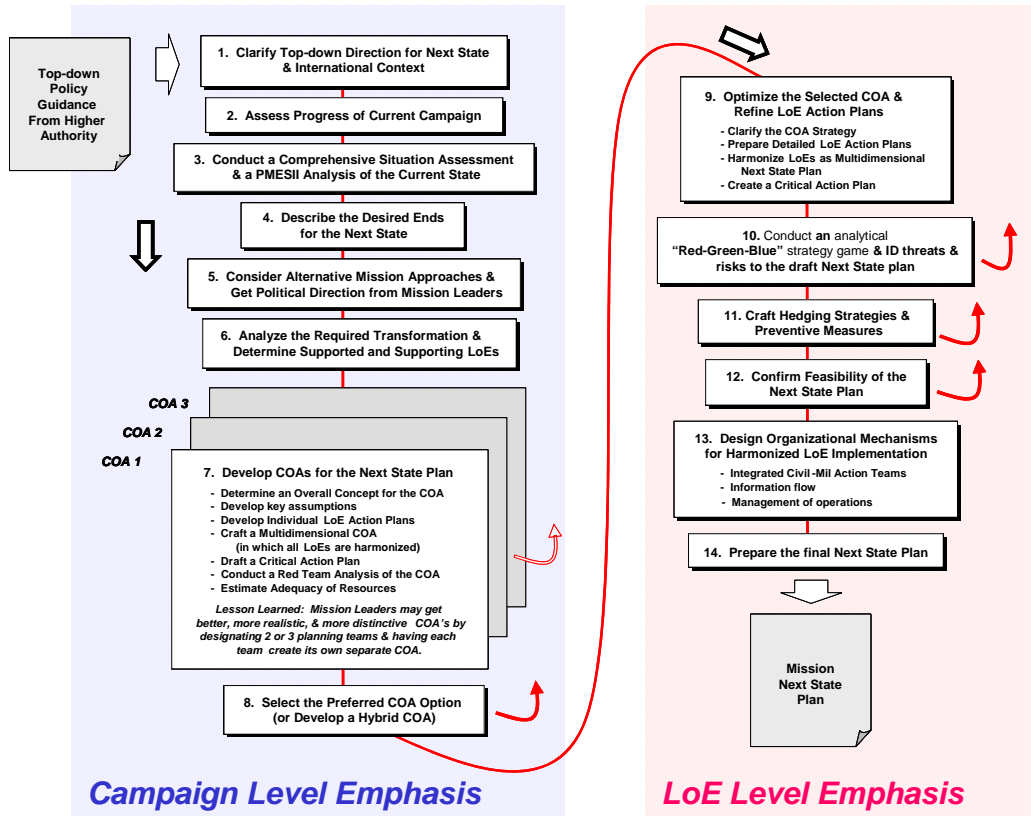 Top-down
Policy
Guidance
From Higher
Authority
1. Clarify Top-down Direction for Next State
& International Context
2. Assess Progress of Current Campaign
3. Conduct a Comprehensive Situation Assessment
& a PMESII Analysis of the Current State
4. Describe the Desired Ends
for the Next State
5. Consider Alternative Mission Approaches &
Get Political Direction from Mission Leaders
6. Analyze the Required Transformation &
Determine Supported and Supporting LoEs
COA 3
COA 2
COA 1
7. Develop COAs for the Next State Plan
- Determine an Overall Concept for the COA
- Develop key assumptions
- Develop Individual LoE Action Plans
- Craft a Multidimensional COA
(in which all LoEs are harmonized)
- Draft a Critical Action Plan
- Conduct a Red Team Analysis of the COA
- Estimate Adequacy of Resources
Lesson Learned: Mission Leaders may get
better, more realistic, & more distinctive COA's by
designating 2 or 3 planning teams & having each
team create its own separate COA.
8. Select the Preferred COA Option
(or Develop a Hybrid COA)
Campaign Level Emphasis
9. Optimize the Selected COA &
Refine LoE Action Plans
- Clarify the COA Strategy
- Prepare Detailed LoE Action Plans
- Harmonize LoEs as Multidimensional
Next State Plan
- Create a Critical Action Plan
10. Conduct an analytical
“Red-Green-Blue” strategy game & ID threats &
risks to the draft Next State plan
11. Craft Hedging Strategies &
Preventive Measures
12. Confirm Feasibility of the
Next State Plan
13. Design Organizational Mechanisms
for Harmonized LoE Implementation
- Integrated Civil-Mil Action Teams
- Information flow
- Management of operations
14. Prepare the final Next State Plan
Mission
Next State
Plan
LoE Level Emphasis